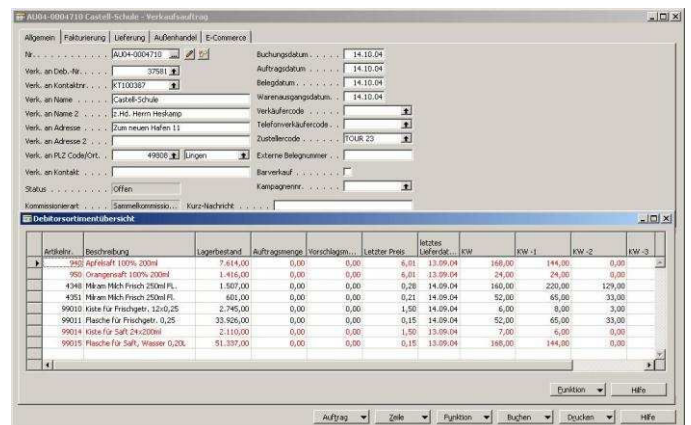 AU04-0004710 Castell-Schule - Verkaufsauftrag
Allgemein Fakturierung Lieferung Außenhandel E-Commerce
Nr. AU04-0004710 Buchungsdatum 14.10.04
Verk. an Deb.-Nr. 37581 Auftragsdatum 14.10.04
Verk. an Kontaktnr. KT100387 Belegdatum 14.10.04
Verk. an Name Castell-Schule Warenausgangsdatum. 14.10.04
Verk. an Name 2 z.Hd. Herrn Heskamp Verkäufercode
Verk. an Adresse Zum neuen Hafen 11 Telefonverkäufercode
Verk. an Adresse 2 Zustellercode TOUR 23
Verk. an PLZ Code/Ort. 49808 Lingen Externe Belegnummer
Verk. an Kontakt Barverkauf
Status Offen Kampagnennr.
Kommissionierart Sammelkommissio... Kurz-Nachricht
Debitorsortimentübersicht
Artikelnr. Beschreibung Lagerbestand Auftragsmenge Vorschlagsm... Letzter Preis letztes Lieferdat... KW KW -1 KW -2 KW -3
940 Apfelsaft 100% 200ml 7.614,00 0,00 0,00 6,01 13.09.04 168,00 144,00 0,00
950 Orangensaft 100% 200ml 1.416,00 0,00 0,00 6,01 13.09.04 24,00 24,00 0,00
4348 Miram Milch Frisch 250ml FL. 1.507,00 0,00 0,00 0,28 14.09.04 160,00 220,00 129,00
4351 Miram Milch Frisch 250ml Fl. 601,00 0,00 0,00 0,21 14.09.04 52,00 65,00 33,00
99010 Kiste für Frischgetr. 12x0,25 2.745,00 0,00 0,00 1,50 14.09.04 6,00 8,00 3,00
99011 Flasche für Frischgetr. 0,25 33.926,00 0,00 0,00 0,15 14.09.04 52,00 65,00 33,00
99014 Kiste für Saft 24x200ml 2.110,00 0,00 0,00 1,50 13.09.04 7,00 6,00 0,00
99015 Flasche für Saft, Wasser 0,20L 51.337,00 0,00 0,00 0,15 13.09.04 168,00 144,00 0,00
Funktion Hilfe
Auftrag Zeile Funktion Buchen Drucken Hilfe